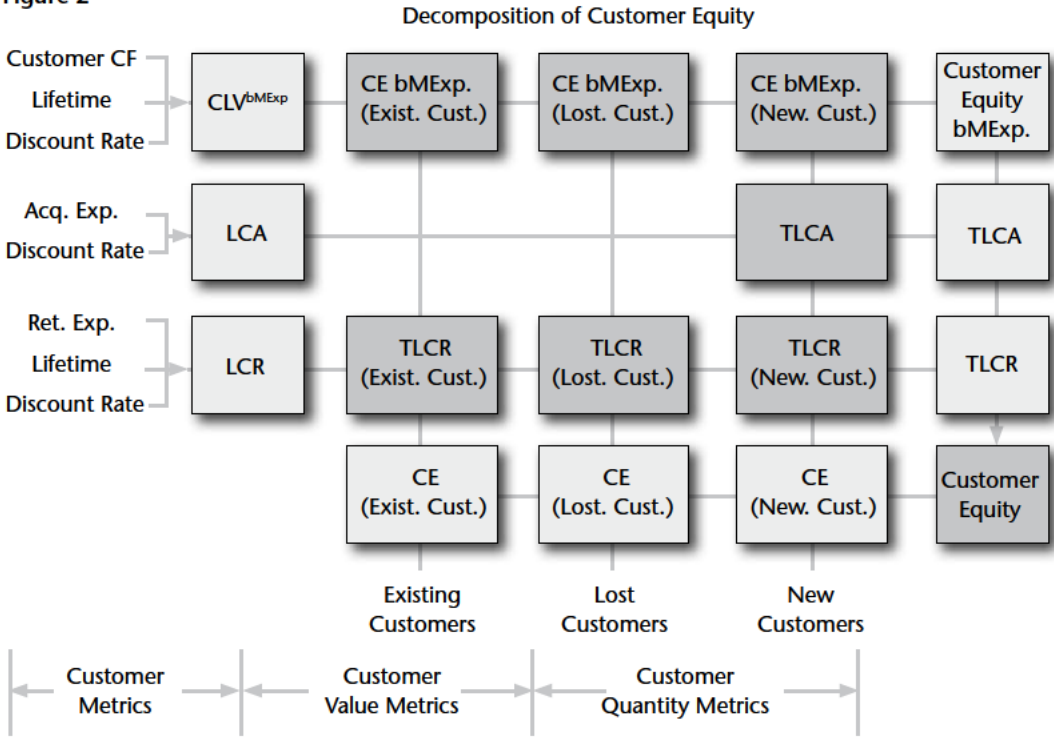 Figure 2
Decomposition of Customer Equity
Customer CF
Lifetime
Discount Rate
CLV^bMExp
CE bMExp.
(Exist. Cust.)
CE bMExp.
(Lost. Cust.)
CE bMExp.
(New. Cust.)
Customer
Equity
bMExp.
Acq. Exp.
Discount Rate
LCA
TLCA
TLCA
Ret. Exp.
Lifetime
Discount Rate
LCR
TLCR
(Exist. Cust.)
TLCR
(Lost. Cust.)
TLCR
(New. Cust.)
TLCR
CE
(Exist. Cust.)
CE
(Lost. Cust.)
CE
(New. Cust.)
Customer
Equity
Existing
Customers
Lost
Customers
New
Customers
Customer
Metrics
Customer
Value Metrics
Customer
Quantity Metrics